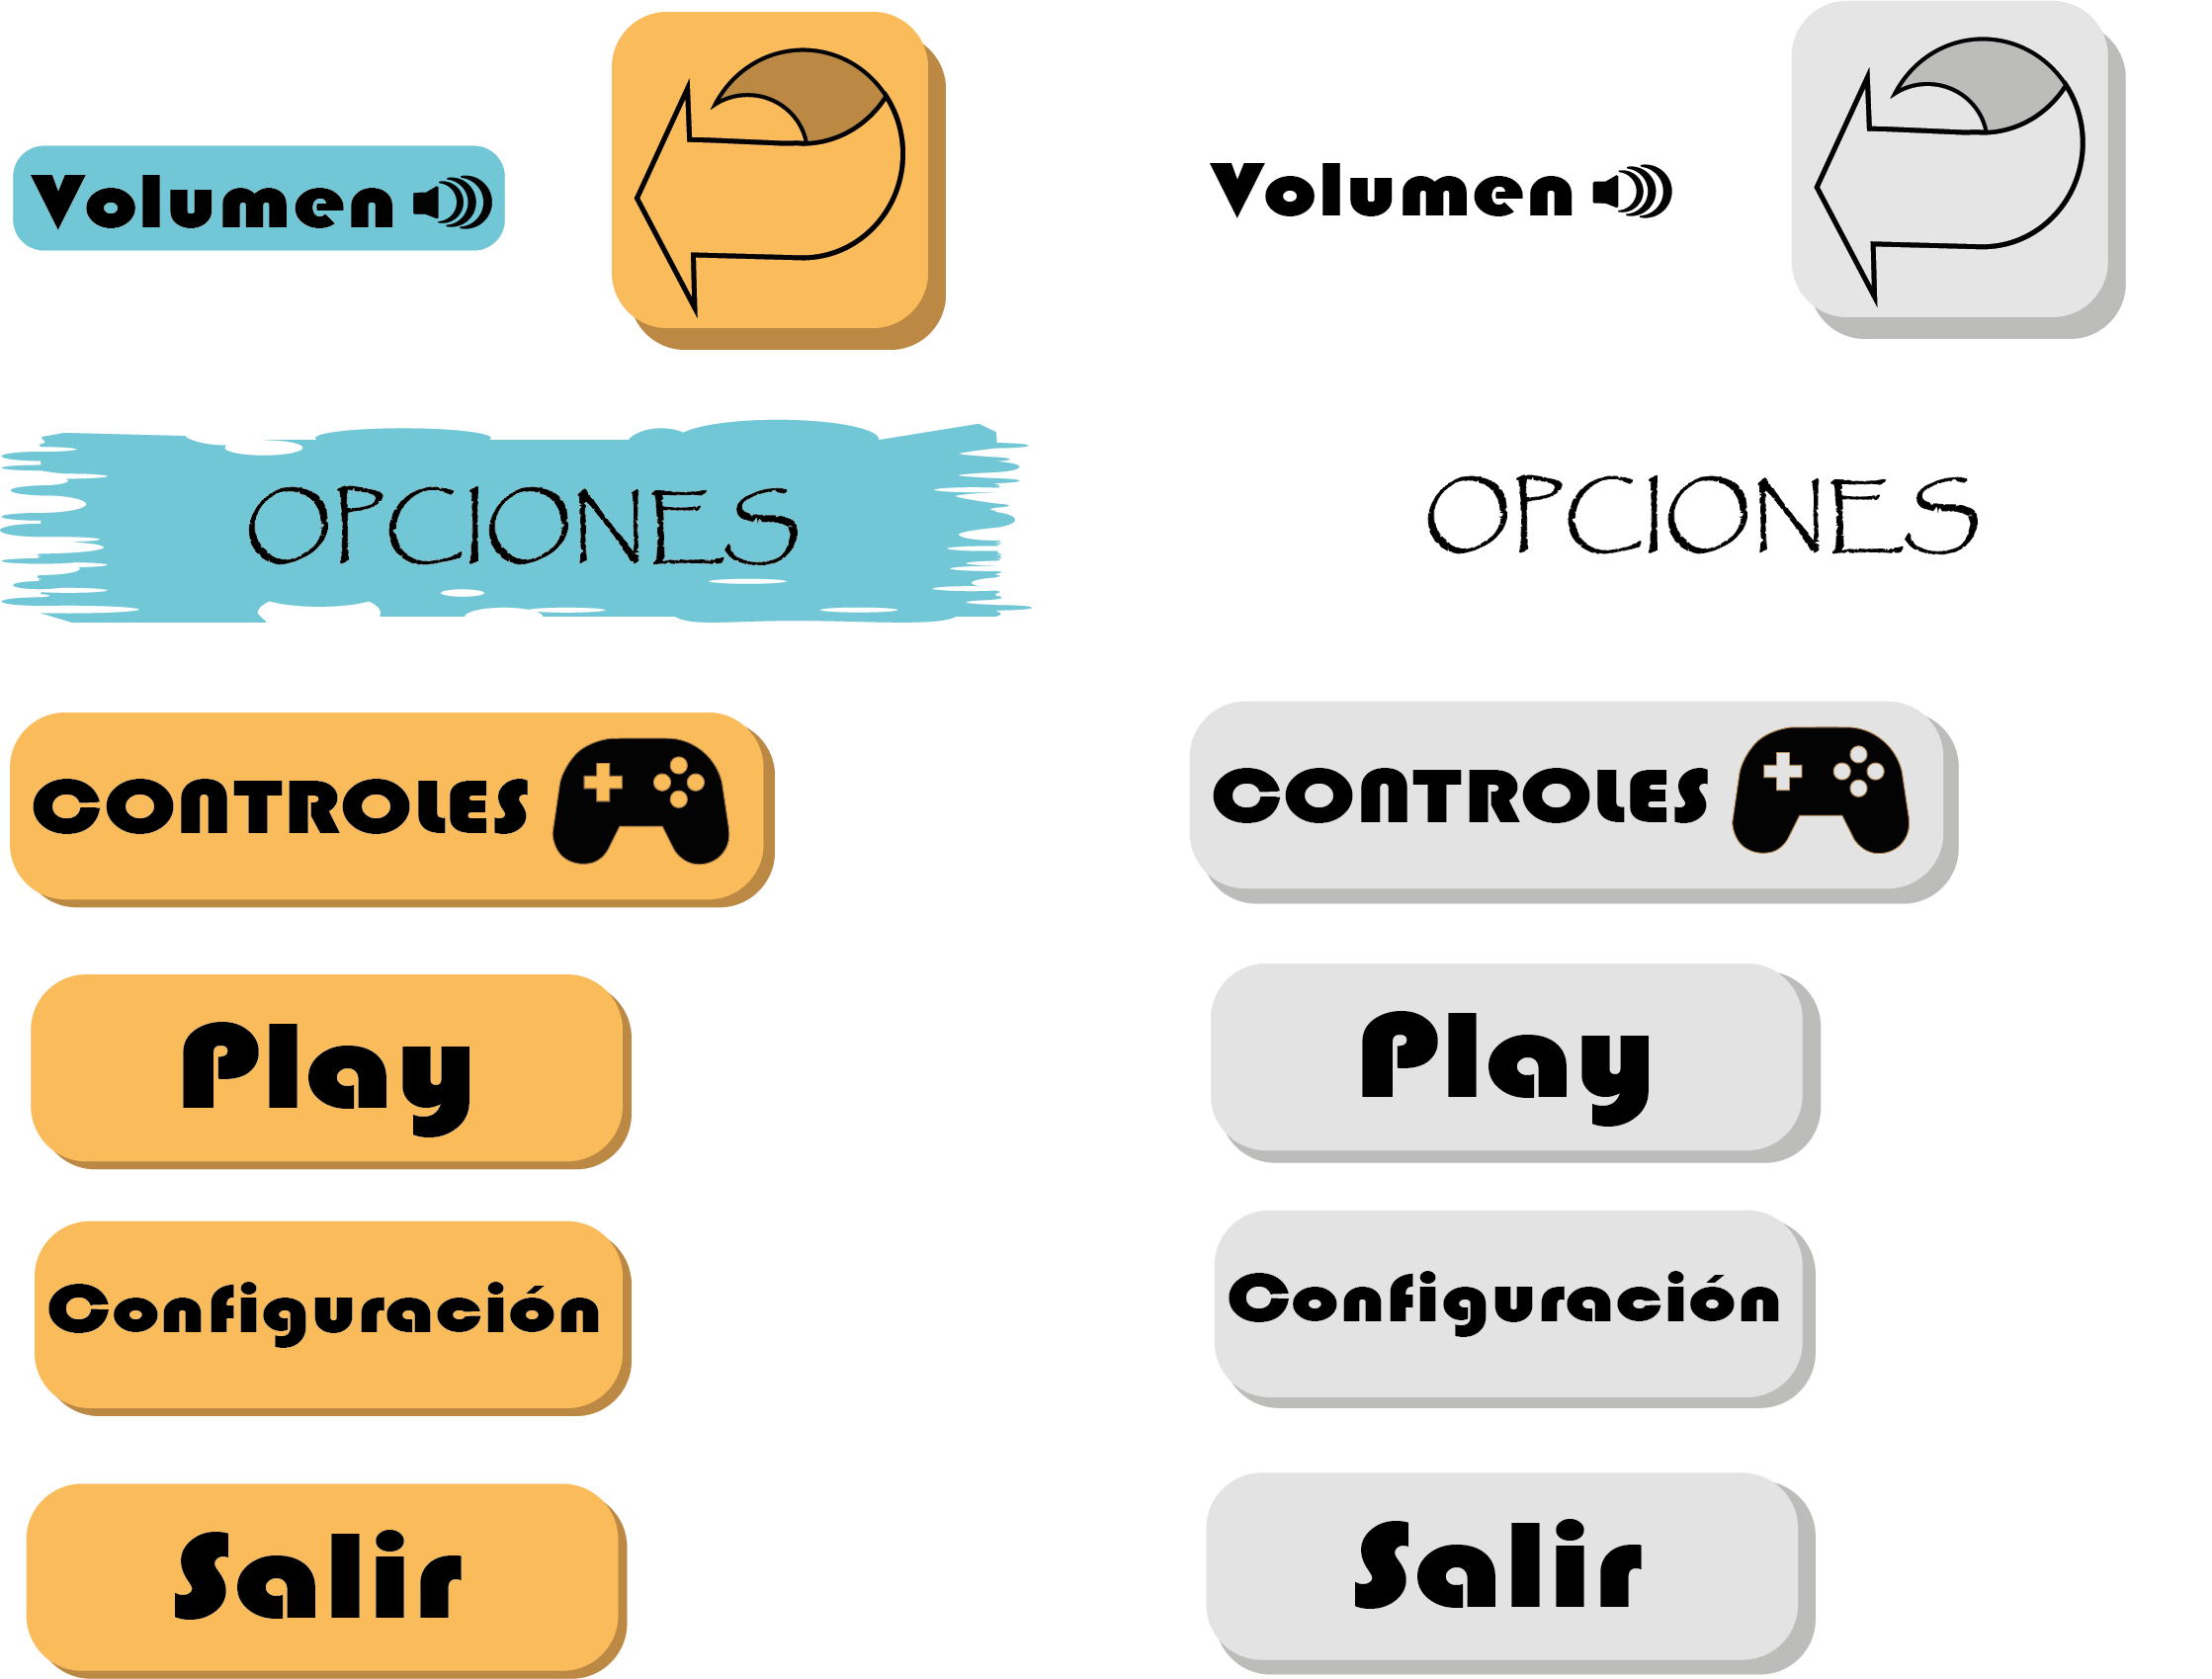 Volumen
OPCIONES
CONTROLES
Play
Configuración
Salir
Volumen
OPCIONES
CONTROLES
Play
Configuración
Salir